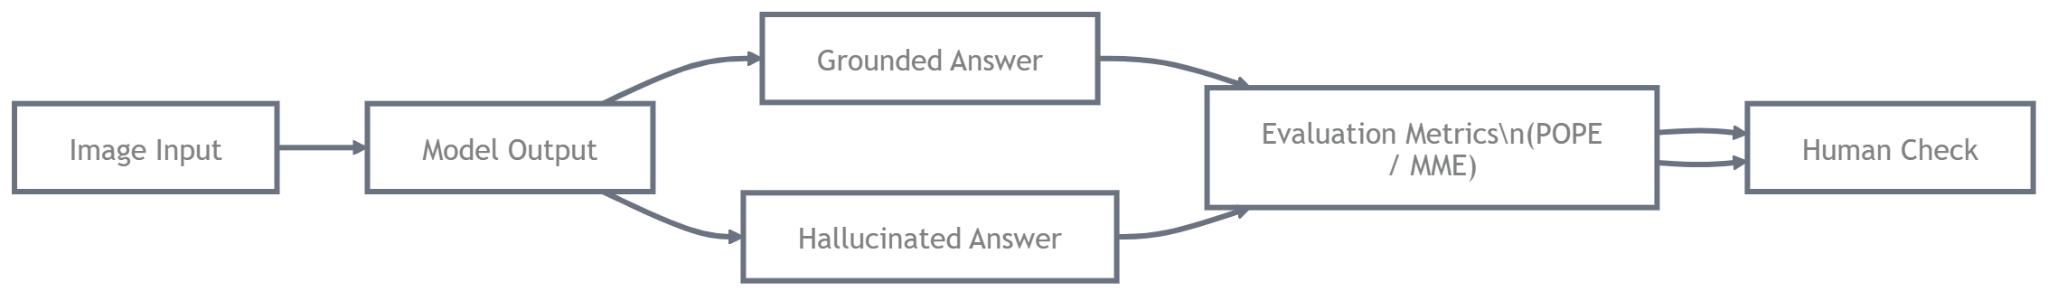 Image Input
Model Output
Grounded Answer
Hallucinated Answer
Evaluation Metrics\n(POPE
/ MME)
Human Check